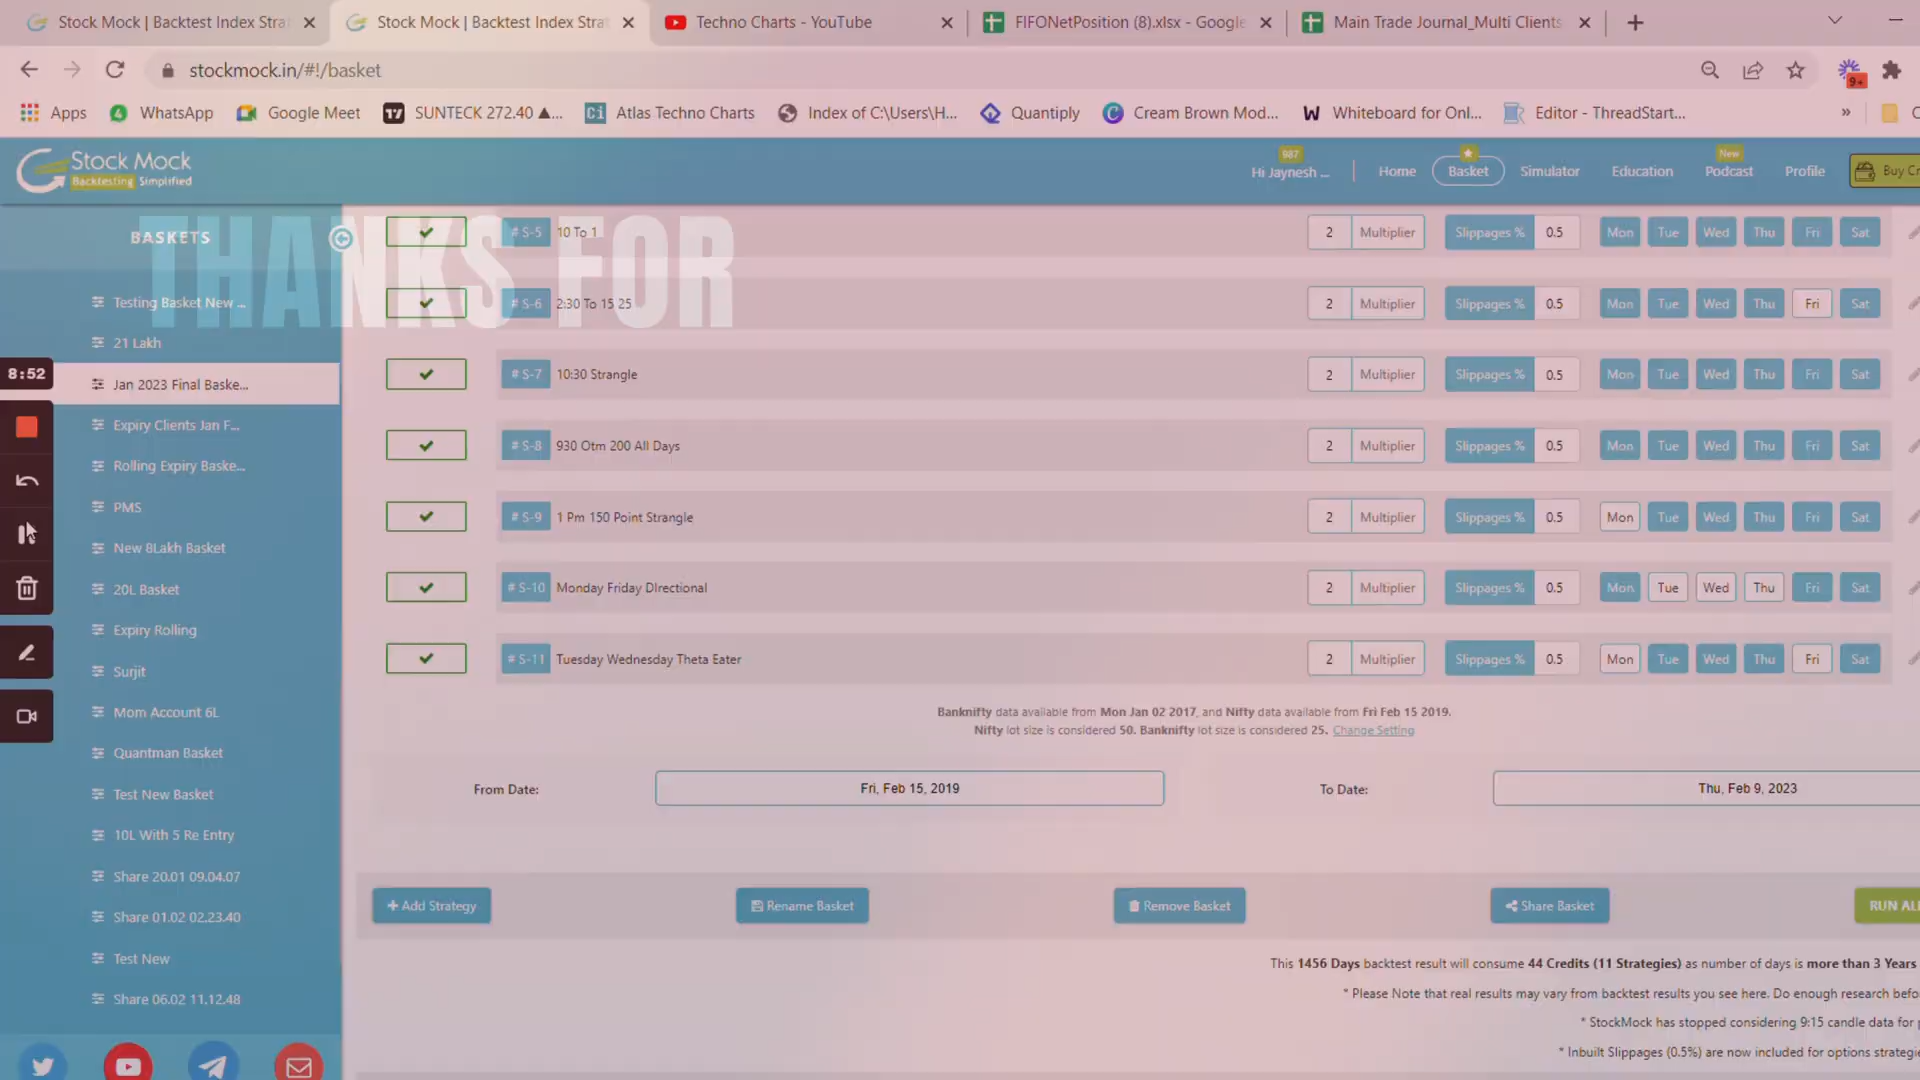 Stock Mock | Backtest Index Stra
Stock Mock | Backtest Index Stra
Techno Charts - YouTube
FIFONetPosition (8).xlsx - Google
Main Trade Journal_Multi Clients
stockmock.in/#!/basket
9+
Apps
WhatsApp
Google Meet
SUNTECK 272.40 ▲...
Atlas Techno Charts
Index of C:\Users\H...
Quantiply
Cream Brown Mod...
Whiteboard for Onl...
Editor - ThreadStart...
»
Stock Mock
Backtesting Simplified
987
Hi Jaynesh ...
Home
Basket
Simulator
Education
New
Podcast
Profile
Buy Cr
THANKS FOR
BASKETS
Testing Basket New ...
21 Lakh
Jan 2023 Final Baske...
Expiry Clients Jan F...
Rolling Expiry Baske...
PMS
New 8Lakh Basket
20L Basket
Expiry Rolling
Surjit
Mom Account 6L
Quantman Basket
Test New Basket
10L With 5 Re Entry
Share 20.01 09.04.07
Share 01.02 02.23.40
Test New
Share 06.02 11.12.48
8:52
# S-5 10 To 1 2 Multiplier Slippages % 0.5 Mon Tue Wed Thu Fri Sat
# S-6 2:30 To 15 25 2 Multiplier Slippages % 0.5 Mon Tue Wed Thu Fri Sat
# S-7 10:30 Strangle 2 Multiplier Slippages % 0.5 Mon Tue Wed Thu Fri Sat
# S-8 930 Otm 200 All Days 2 Multiplier Slippages % 0.5 Mon Tue Wed Thu Fri Sat
# S-9 1 Pm 150 Point Strangle 2 Multiplier Slippages % 0.5 Mon Tue Wed Thu Fri Sat
# S-10 Monday Friday DIrectional 2 Multiplier Slippages % 0.5 Mon Tue Wed Thu Fri Sat
# S-11 Tuesday Wednesday Theta Eater 2 Multiplier Slippages % 0.5 Mon Tue Wed Thu Fri Sat
Banknifty data available from Mon Jan 02 2017, and Nifty data available from Fri Feb 15 2019.
Nifty lot size is considered 50. Banknifty lot size is considered 25. Change Setting
From Date: Fri, Feb 15, 2019 To Date: Thu, Feb 9, 2023
+ Add Strategy Rename Basket Remove Basket Share Basket RUN ALL
This 1456 Days backtest result will consume 44 Credits (11 Strategies) as number of days is more than 3 Years
* Please Note that real results may vary from backtest results you see here. Do enough research befo
* StockMock has stopped considering 9:15 candle data for
* Inbuilt Slippages (0.5%) are now included for options strategie